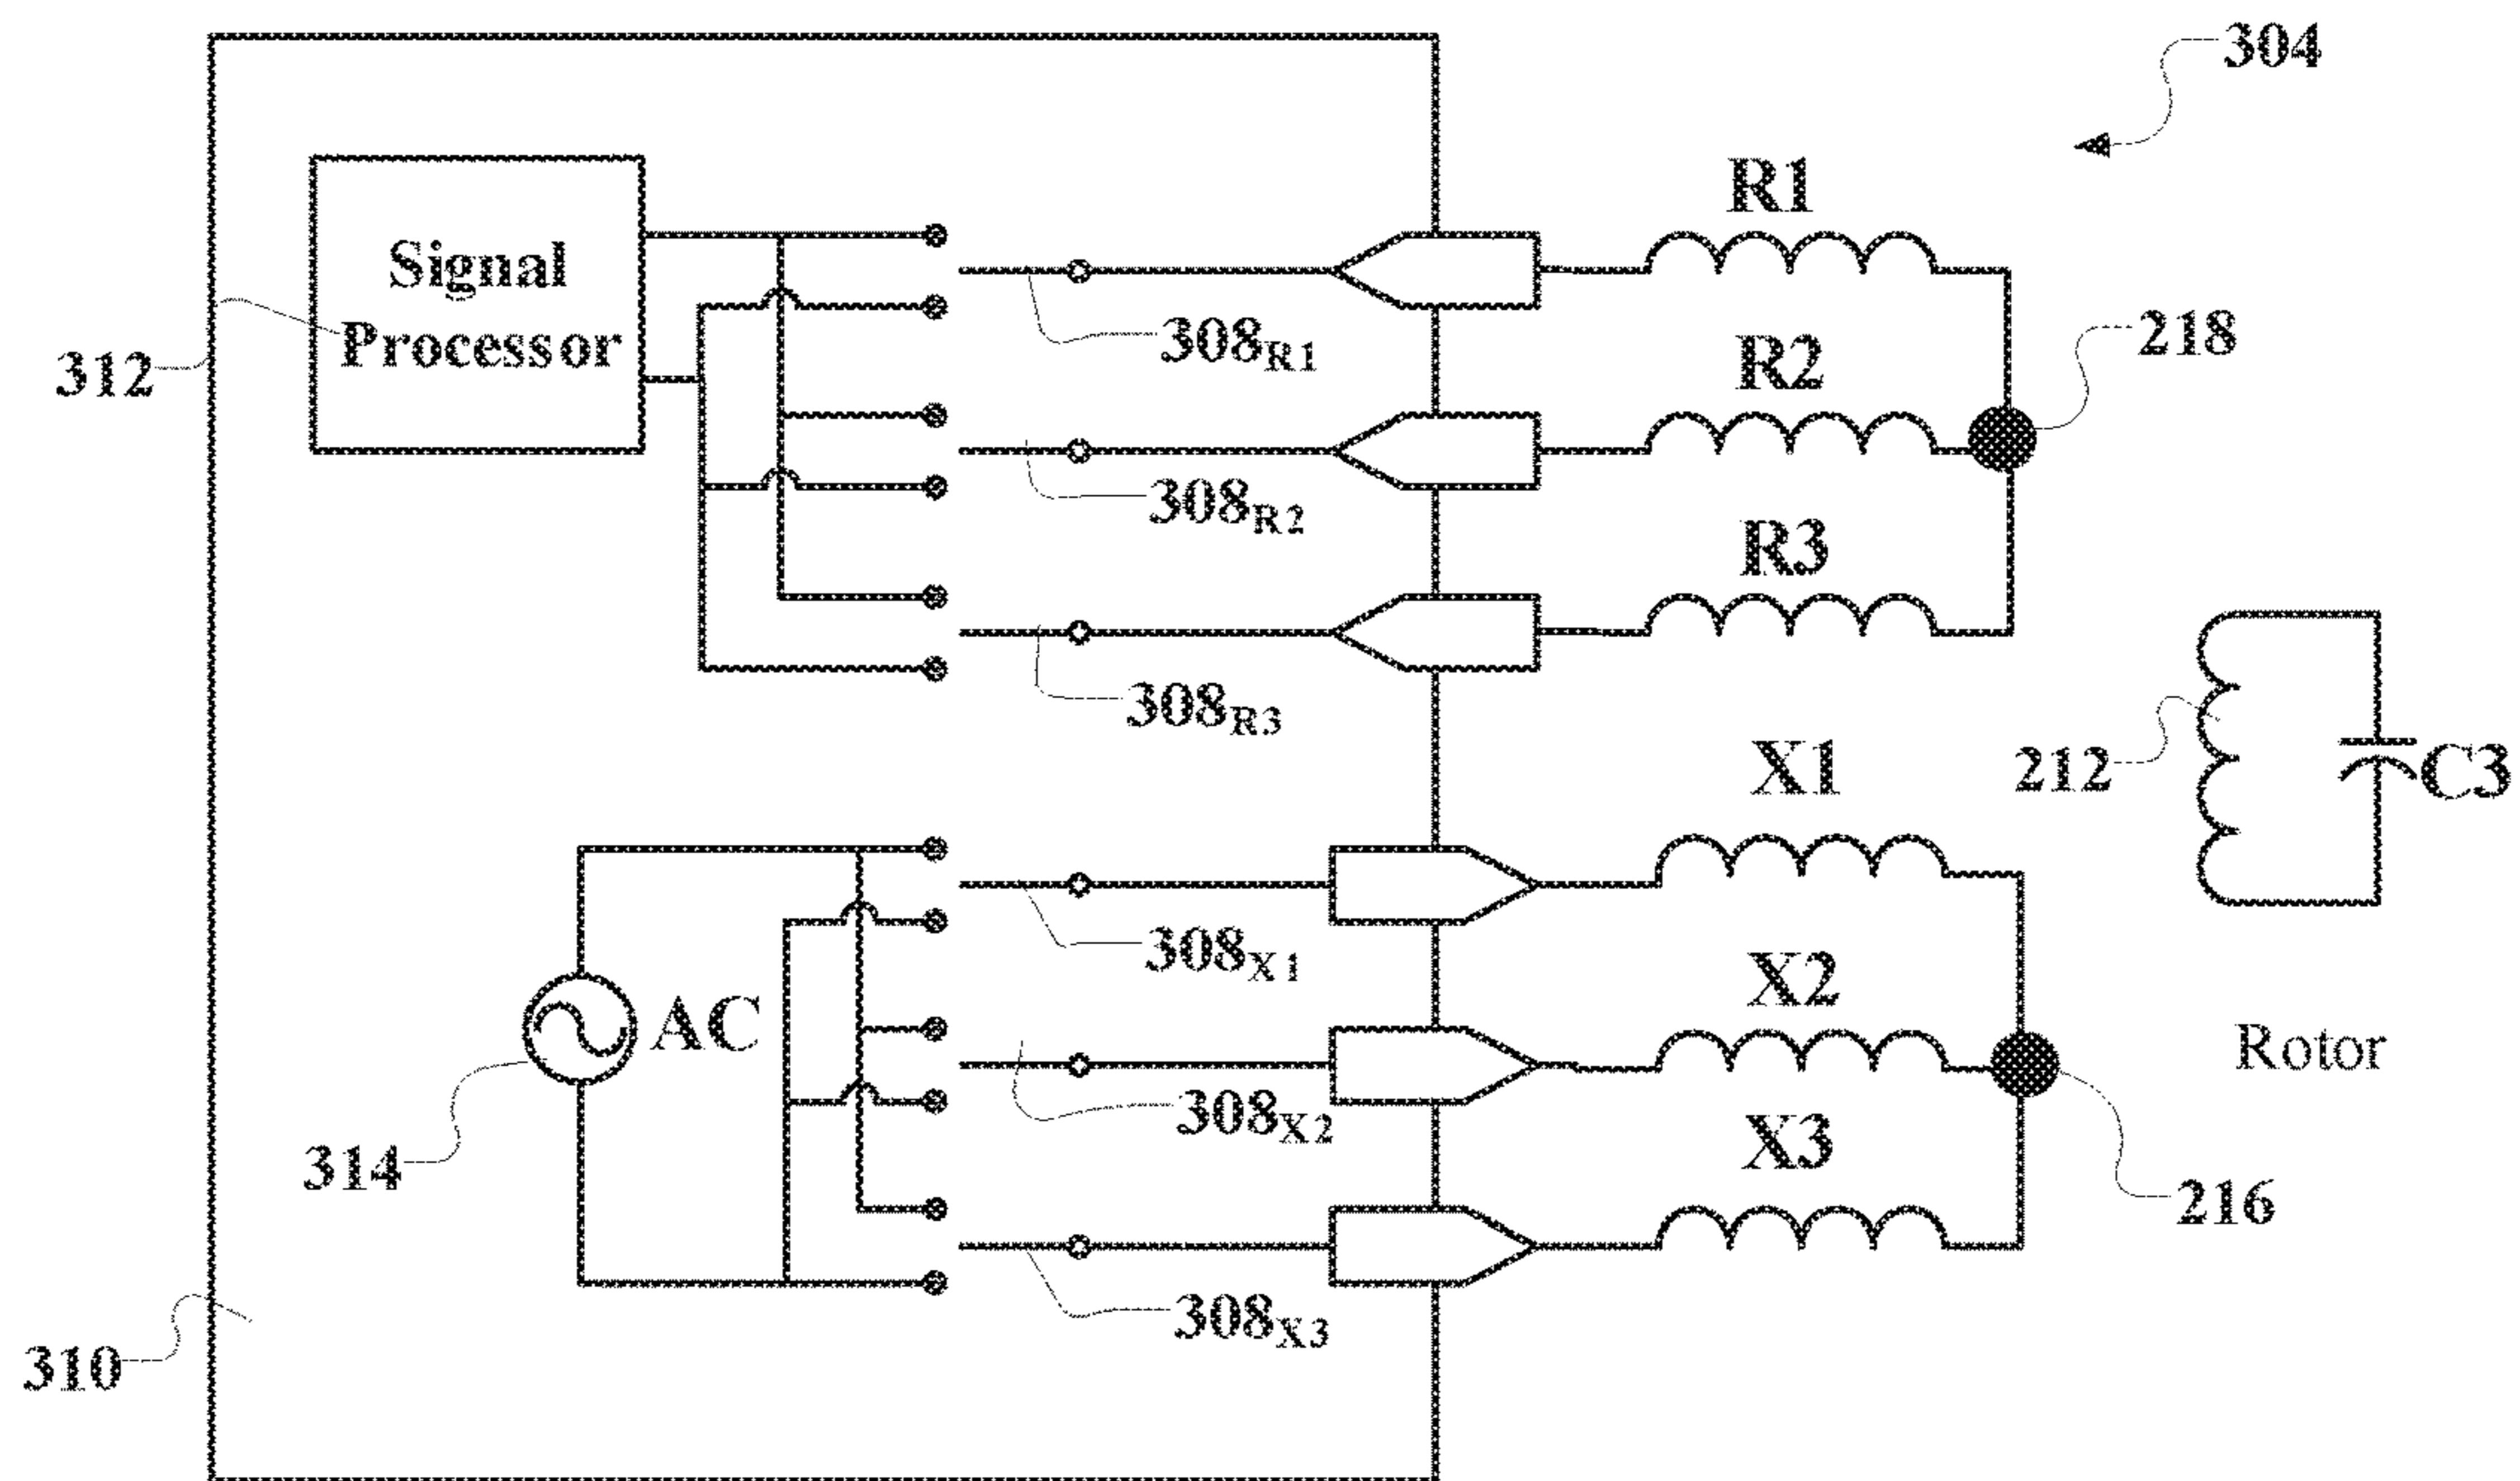 304
R1
Signal
Processor
312
308R1
R2
218
308R2
R3
308R3
X1
212
C3
308X1
X2
AC
Rotor
308X2
X3
314
216
308X3
310